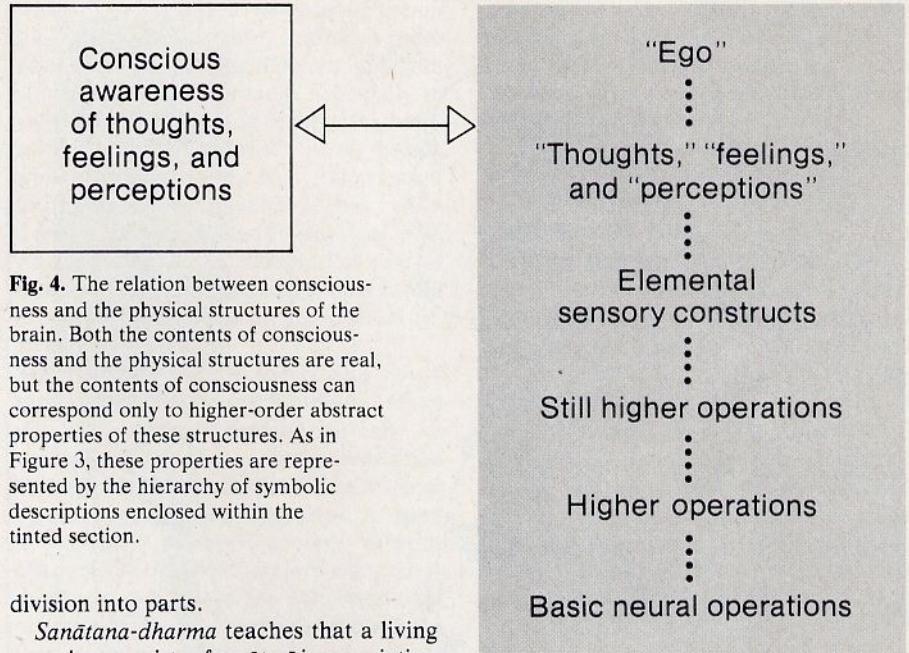 Conscious
awareness
of thoughts,
feelings, and
perceptions
Fig. 4. The relation between conscious-
ness and the physical structures of the
brain. Both the contents of conscious-
ness and the physical structures are real,
but the contents of consciousness can
correspond only to higher-order abstract
properties of these structures. As in
Figure 3, these properties are repre-
sented by the hierarchy of symbolic
descriptions enclosed within the
tinted section.
division into parts.
Sanātana-dharma teaches that a living
“Ego”
“Thoughts,” “feelings,”
and “perceptions”
Elemental
sensory constructs
Still higher operations
Higher operations
Basic neural operations